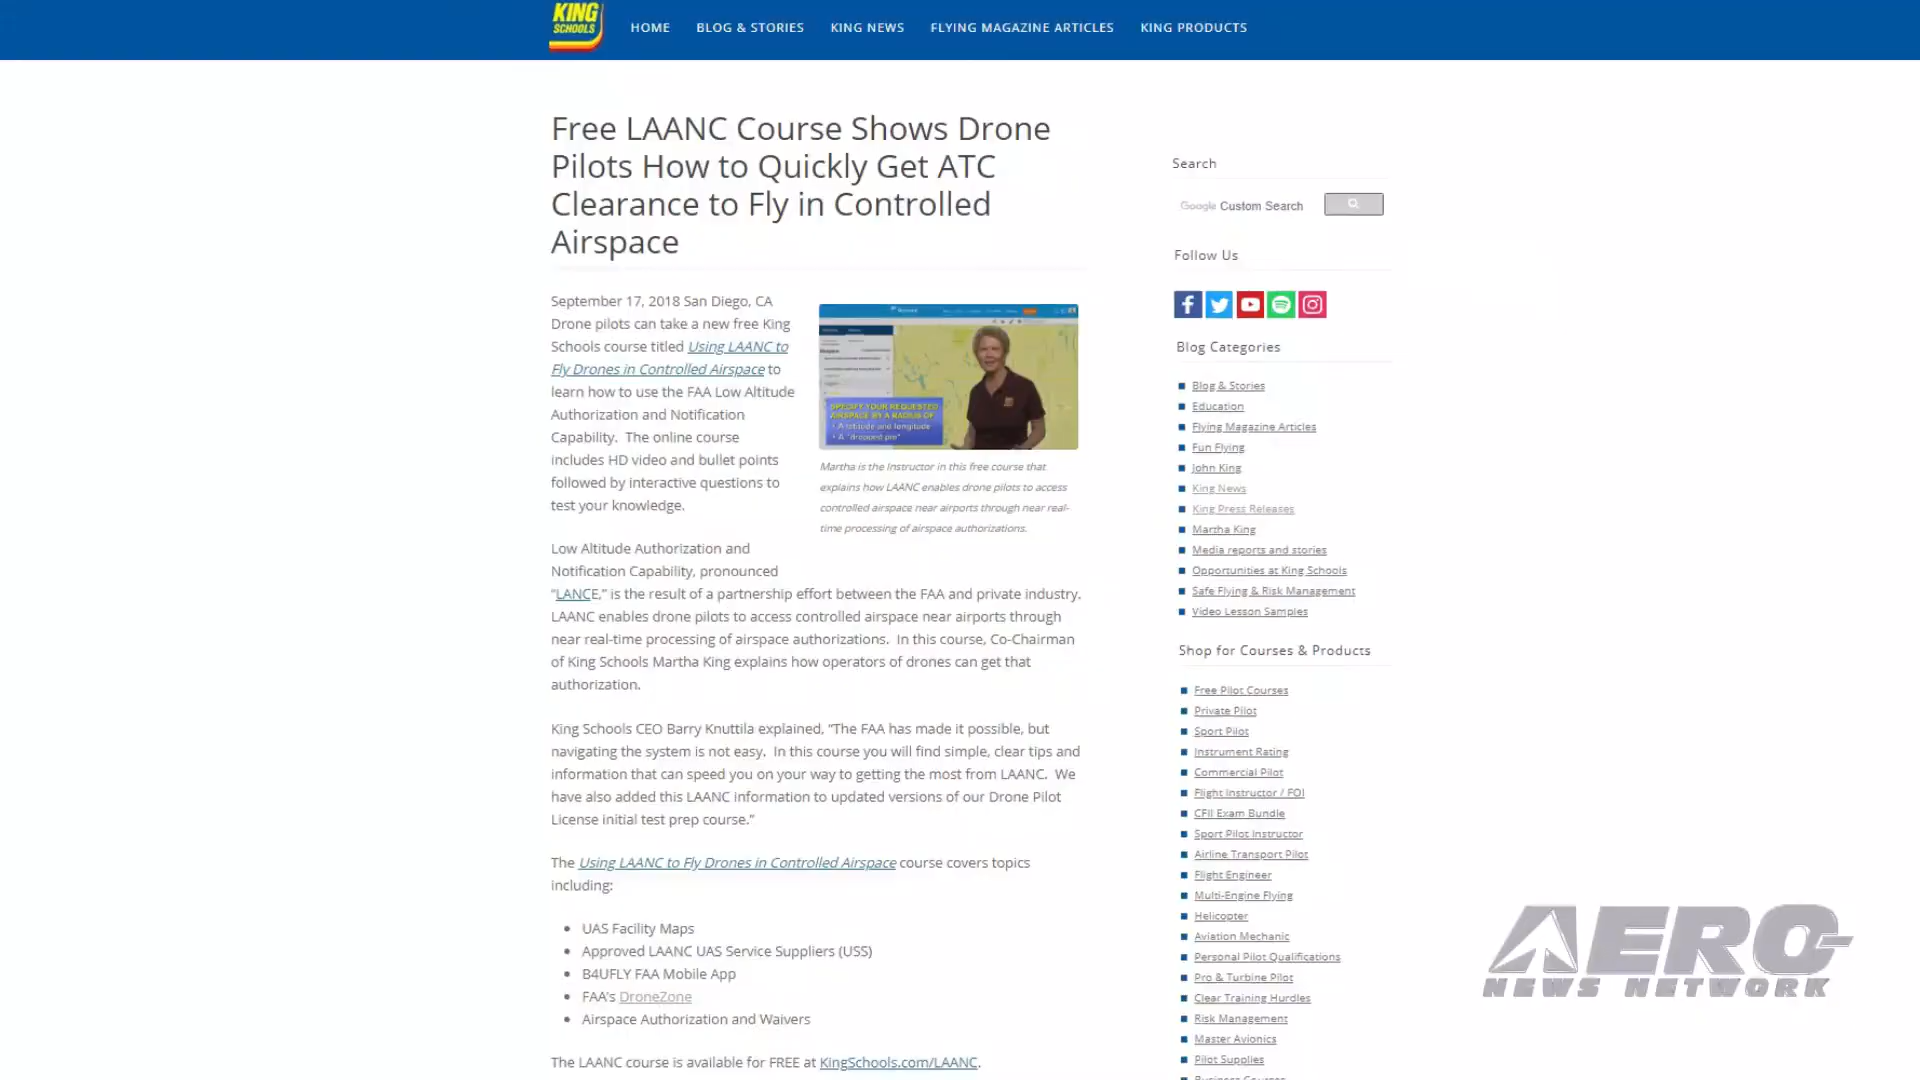 KING
SCHOOLS
HOME
BLOG & STORIES
KING NEWS
FLYING MAGAZINE ARTICLES
KING PRODUCTS
Free LAANC Course Shows Drone
Pilots How to Quickly Get ATC
Clearance to Fly in Controlled
Airspace
September 17, 2018 San Diego, CA
Drone pilots can take a new free King
Schools course titled Using LAANC to
Fly Drones in Controlled Airspace to
learn how to use the FAA Low Altitude
Authorization and Notification
Capability.  The online course
includes HD video and bullet points
followed by interactive questions to
test your knowledge.
SPECIFY YOUR REQUESTED
AIRSPACE BY A RADIUS OF
• A latitude and longitude
• A "dropped pin"
Martha is the Instructor in this free course that
explains how LAANC enables drone pilots to access
controlled airspace near airports through near real-
time processing of airspace authorizations.
Low Altitude Authorization and
Notification Capability, pronounced
"LANCE," is the result of a partnership effort between the FAA and private industry.
LAANC enables drone pilots to access controlled airspace near airports through
near real-time processing of airspace authorizations.  In this course, Co-Chairman
of King Schools Martha King explains how operators of drones can get that
authorization.
King Schools CEO Barry Knuttila explained, "The FAA has made it possible, but
navigating the system is not easy.  In this course you will find simple, clear tips and
information that can speed you on your way to getting the most from LAANC.  We
have also added this LAANC information to updated versions of our Drone Pilot
License initial test prep course."
The Using LAANC to Fly Drones in Controlled Airspace course covers topics
including:
• UAS Facility Maps
• Approved LAANC UAS Service Suppliers (USS)
• B4UFLY FAA Mobile App
• FAA's DroneZone
• Airspace Authorization and Waivers
The LAANC course is available for FREE at KingSchools.com/LAANC.
Search
Google Custom Search
Follow Us
Blog Categories
Blog & Stories
Education
Flying Magazine Articles
Fun Flying
John King
King News
King Press Releases
Martha King
Media reports and stories
Opportunities at King Schools
Safe Flying & Risk Management
Video Lesson Samples
Shop for Courses & Products
Free Pilot Courses
Private Pilot
Sport Pilot
Instrument Rating
Commercial Pilot
Flight Instructor / FOI
CFII Exam Bundle
Sport Pilot Instructor
Airline Transport Pilot
Flight Engineer
Multi-Engine Flying
Helicopter
Aviation Mechanic
Personal Pilot Qualifications
Pro & Turbine Pilot
Clear Training Hurdles
Risk Management
Master Avionics
Pilot Supplies
Business Courses
AERO-
NEWS NETWORK